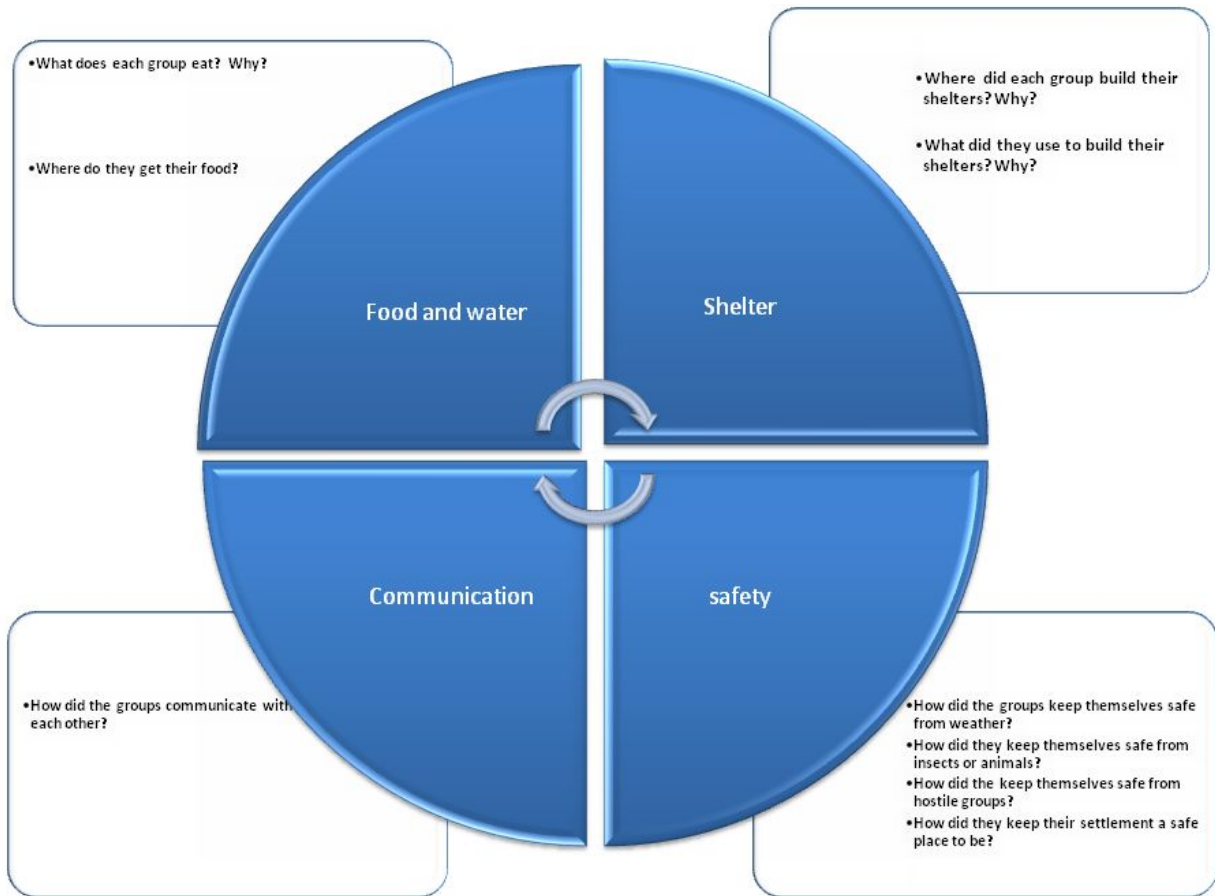 •What does each group eat?  Why?
•Where do they get their food?
•Where did each group build their
shelters? Why?
•What did they use to build their
shelters? Why?
Food and water
Shelter
Communication
safety
•How did the groups communicate with
each other?
•How did the groups keep themselves safe
from weather?
•How did they keep themselves safe from
insects or animals?
•How did the keep themselves safe from
hostile groups?
•How did they keep their settlement a safe
place to be?